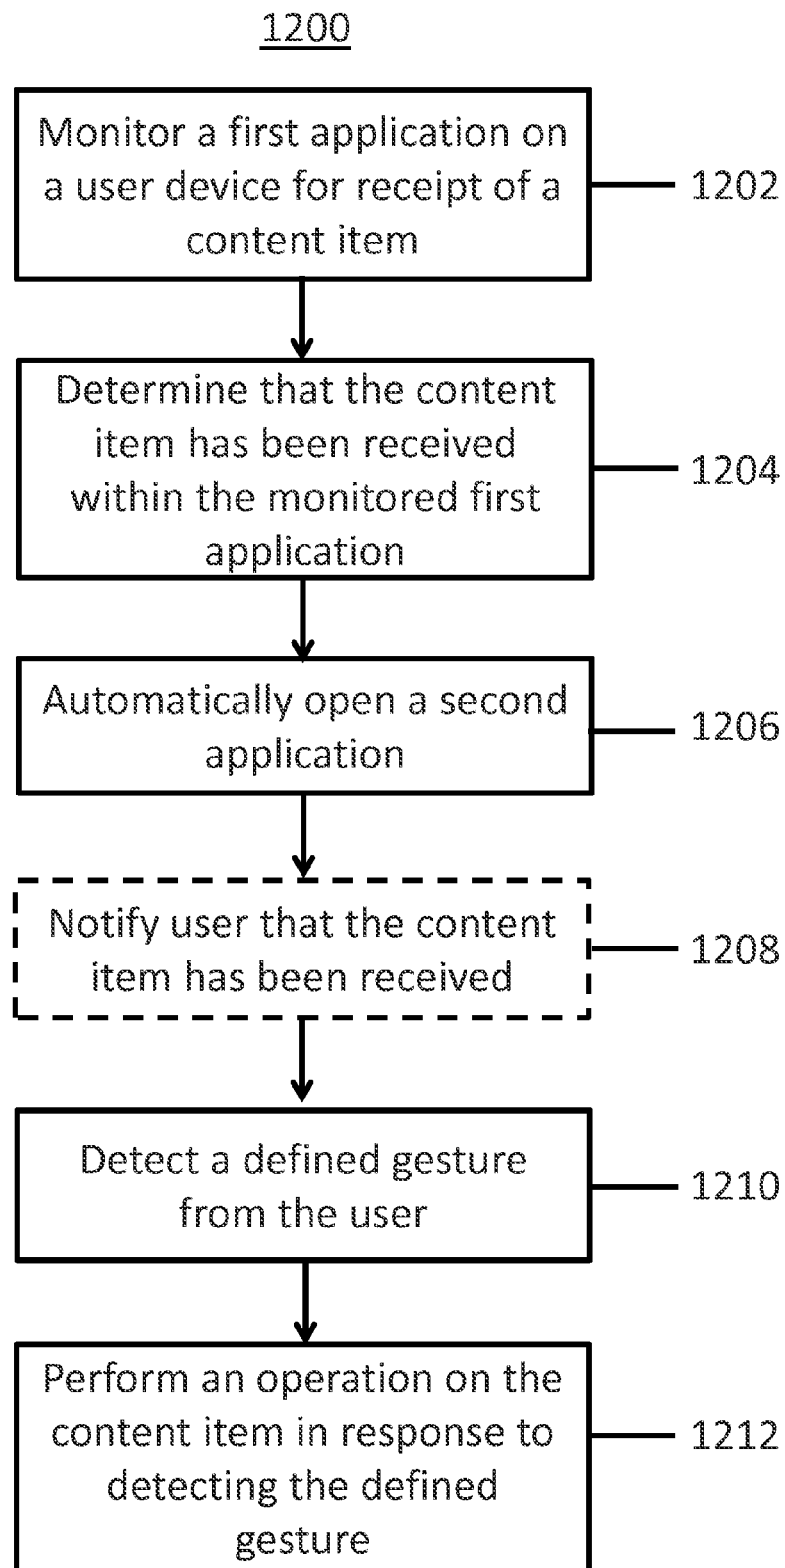 1200
Monitor a first application on
a user device for receipt of a
content item
1202
Determine that the content
item has been received
within the monitored first
application
1204
Automatically open a second
application
1206
Notify user that the content
item has been received
1208
Detect a defined gesture
from the user
1210
Perform an operation on the
content item in response to
detecting the defined
gesture
1212